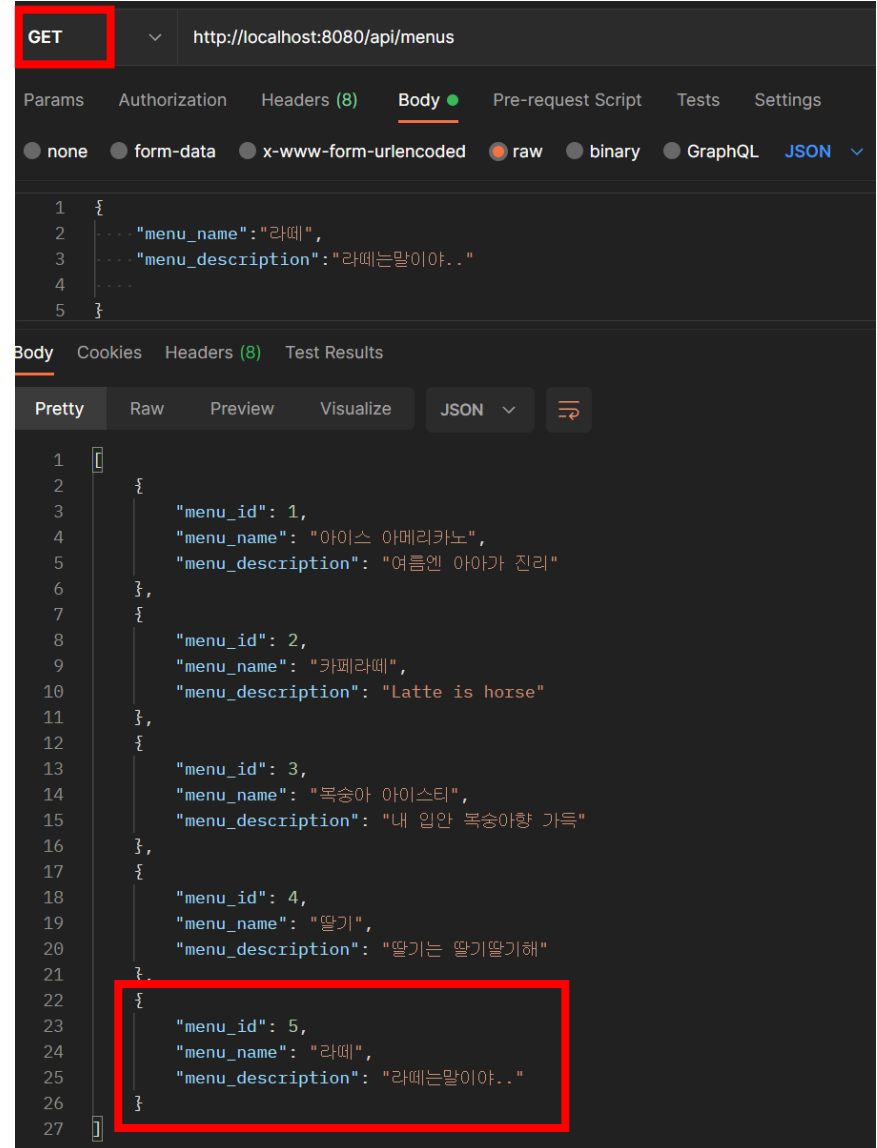 GET http://localhost:8080/api/menus
Params Authorization Headers (8) Body Pre-request Script Tests Settings
none form-data x-www-form-urlencoded raw binary GraphQL JSON
1 {
2 "menu_name":"라떼",
3 "menu_description":"라떼는말이야.."
4
5 }
Body Cookies Headers (8) Test Results
Pretty Raw Preview Visualize JSON
1 [
2 {
3 "menu_id": 1,
4 "menu_name": "아이스 아메리카노",
5 "menu_description": "여름엔 아아가 진리"
6 },
7 {
8 "menu_id": 2,
9 "menu_name": "카페라떼",
10 "menu_description": "Latte is horse"
11 },
12 {
13 "menu_id": 3,
14 "menu_name": "복숭아 아이스티",
15 "menu_description": "내 입안 복숭아향 가득"
16 },
17 {
18 "menu_id": 4,
19 "menu_name": "딸기",
20 "menu_description": "딸기는 딸기딸기해"
21 },
22 {
23 "menu_id": 5,
24 "menu_name": "라떼",
25 "menu_description": "라떼는말이야.."
26 }
27 ]